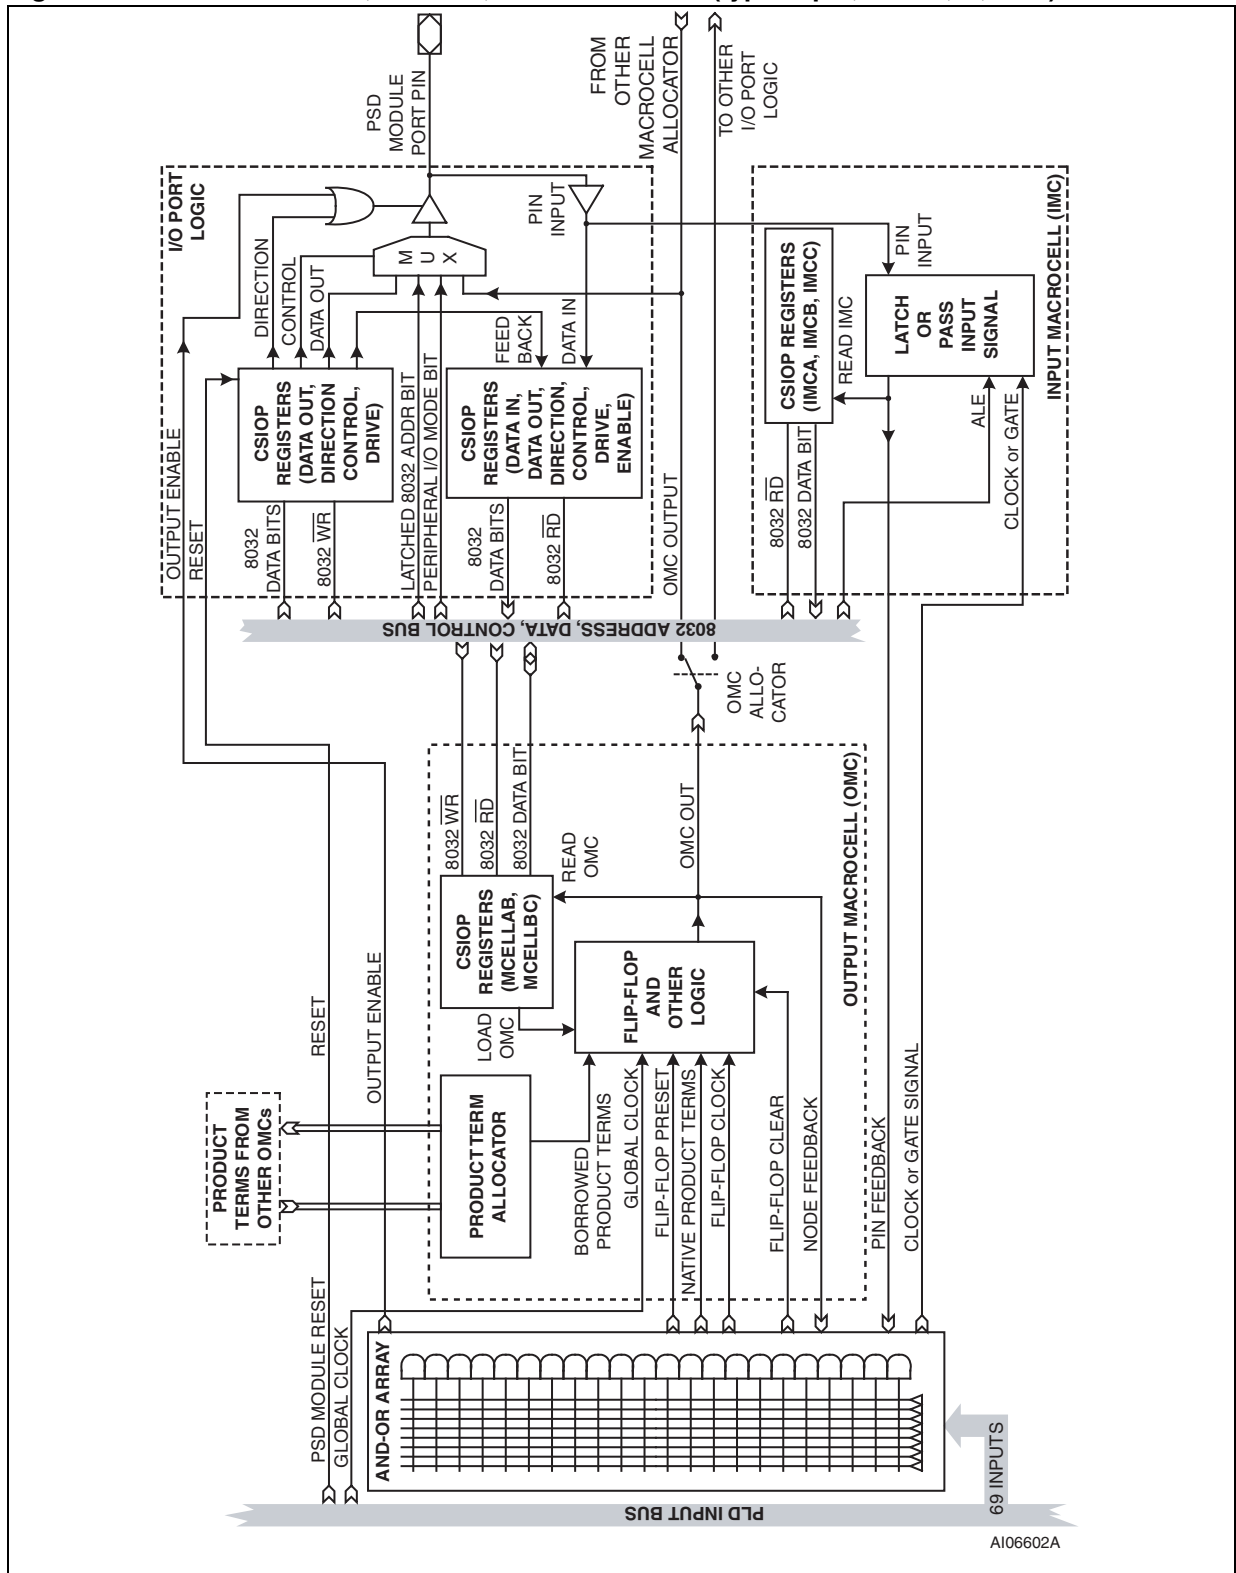 PSD
MODULE
PORT PIN
FROM
OTHER
MACROCELL
ALLOCATOR
TO OTHER
I/O PORT
LOGIC
I/O PORT
LOGIC
PIN
INPUT
M
U
X
DIRECTION
CONTROL
DATA OUT
FEED
BACK
DATA IN
OUTPUT ENABLE
RESET
CSIOP
REGISTERS
(DATA OUT,
DIRECTION
CONTROL,
DRIVE)
LATCHED 8032 ADDR BIT
PERIPHERAL I/O MODE BIT
CSIOP
REGISTERS
(DATA IN,
DATA OUT,
DIRECTION,
CONTROL,
DRIVE,
ENABLE)
8032
DATA BITS
8032 WR
8032
DATA BITS
8032 RD
OMC OUTPUT
INPUT MACROCELL (IMC)
CSIOP REGISTERS
(IMCA, IMCB, IMCC)
READ IMC
PIN
INPUT
LATCH
OR
PASS
INPUT
SIGNAL
8032 RD
8032 DATA BIT
ALE
CLOCK or GATE
8032 ADDRESS, DATA, CONTROL BUS
OMC
ALLO-
CATOR
8032 WR
8032 RD
8032 DATA BIT
OMC OUT
OUTPUT MACROCELL (OMC)
CSIOP
REGISTERS
(MCELLAB,
MCELLBC)
READ
OMC
LOAD
OMC
FLIP-FLOP
AND
OTHER
LOGIC
RESET
OUTPUT ENABLE
PRODUCT
TERMS FROM
OTHER OMCs
PRODUCT TERM
ALLOCATOR
BORROWED
PRODUCT TERMS
GLOBAL CLOCK
FLIP-FLOP PRESET
NATIVE PRODUCT TERMS
FLIP-FLOP CLOCK
FLIP-FLOP CLEAR
NODE FEEDBACK
PIN FEEDBACK
CLOCK or GATE SIGNAL
PSD MODULE RESET
GLOBAL CLOCK
AND-OR ARRAY
69 INPUTS
PLD INPUT BUS
AI06602A